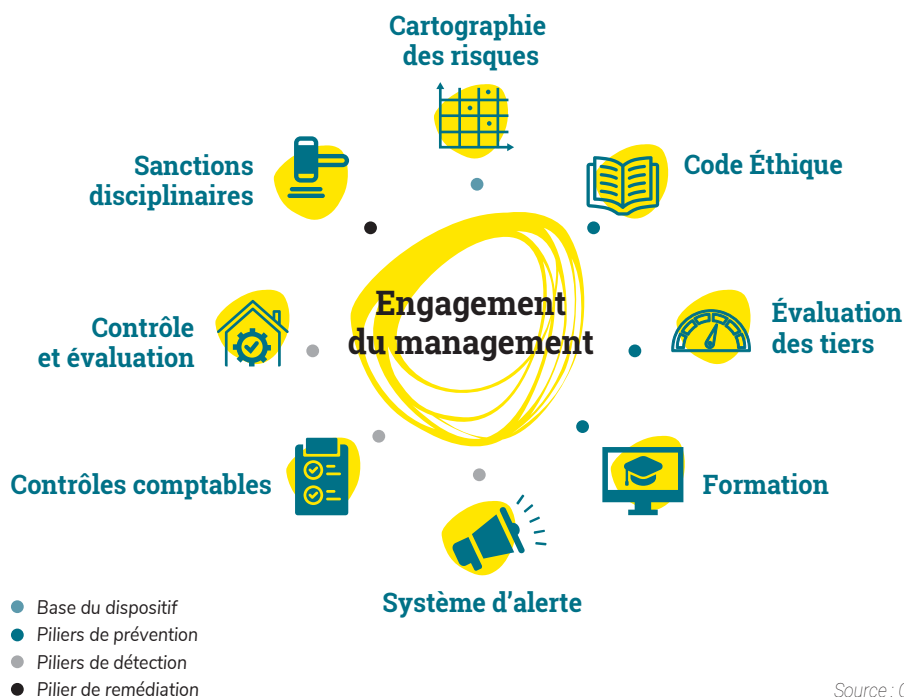 Cartographie
des risques
Code Éthique
Évaluation
des tiers
Formation
Système d'alerte
Contrôles comptables
Contrôle
et évaluation
Sanctions
disciplinaires
Engagement
du management
Base du dispositif
Piliers de prévention
Piliers de détection
Pilier de remédiation
Source :